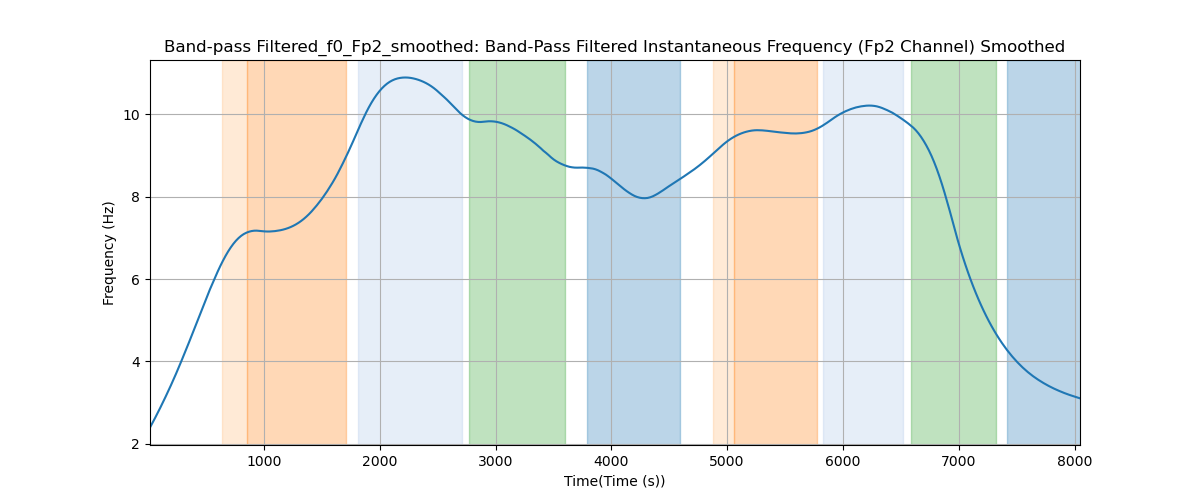 Band-pass Filtered_f0_Fp2_smoothed: Band-Pass Filtered Instantaneous Frequency (Fp2 Channel) Smoothed
Frequency (Hz)
10
8
6
4
2
1000 2000 3000 4000 5000 6000 7000 8000
Time(Time (s))